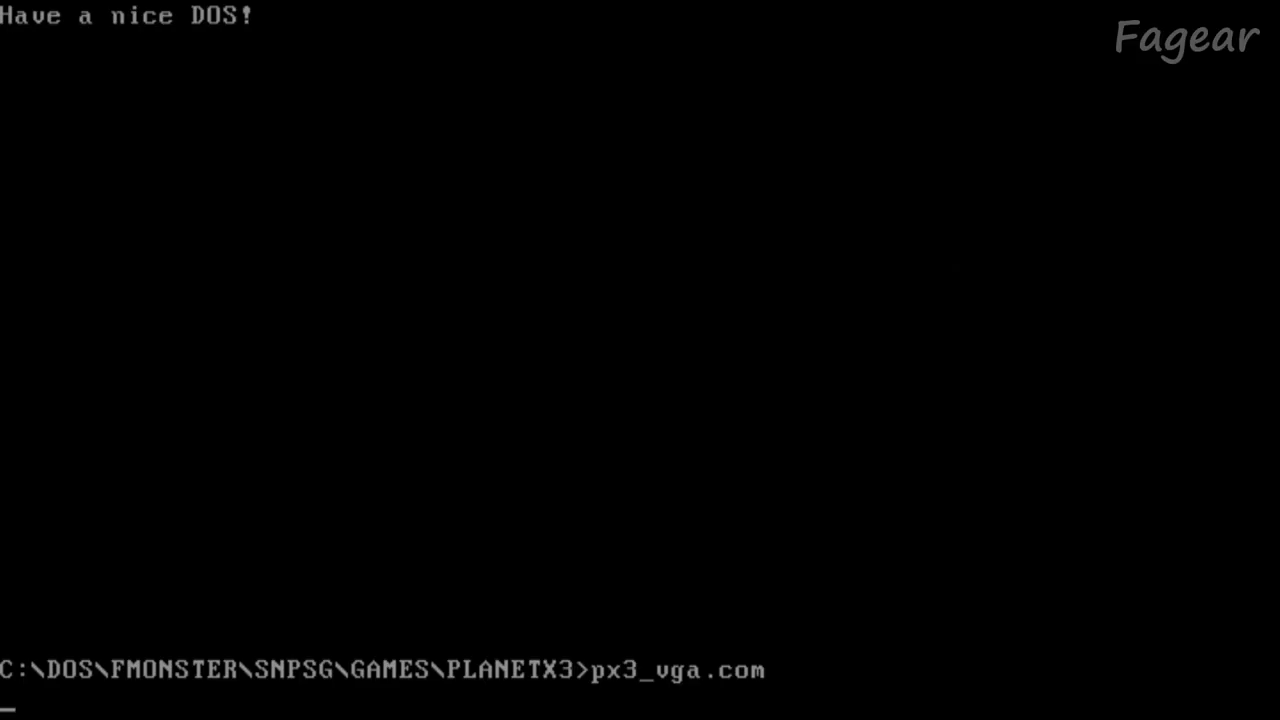 Have a nice DOS!
Fagear
C:\DOS\FMONSTER\SNPSG\GAMES\PLANETX3>px3_vga.com
_